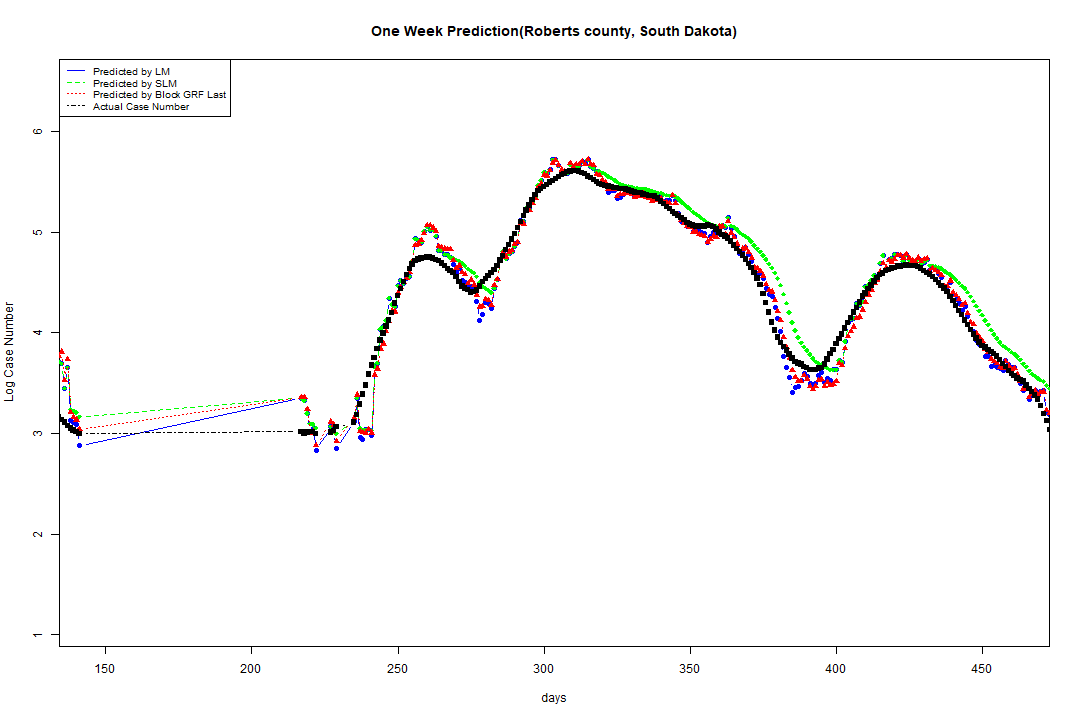 One Week Prediction(Roberts county, South Dakota)
Predicted by LM
Predicted by SLM
Predicted by Block GRF Last
Actual Case Number
Log Case Number
6
5
4
3
2
1
150 200 250 300 350 400 450
days